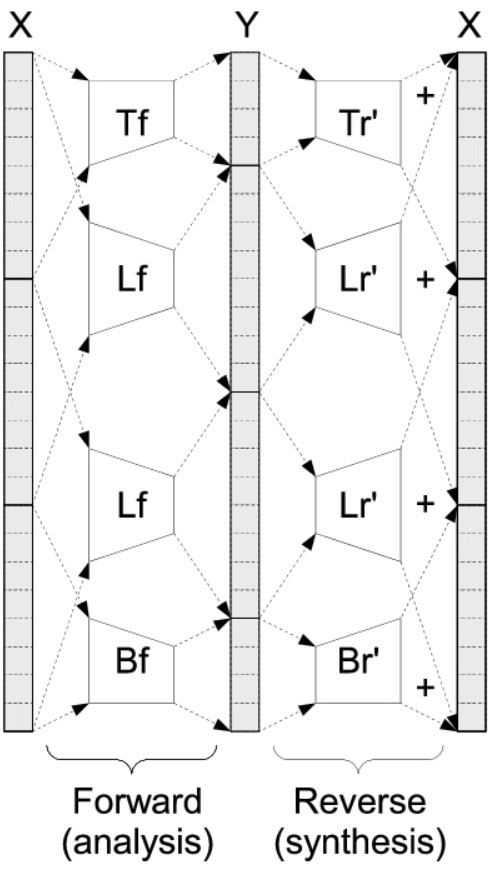 X Y X
Tf Tr' +
Lf Lr' +
Lf Lr' +
Bf Br' +
Forward Reverse
(analysis) (synthesis)